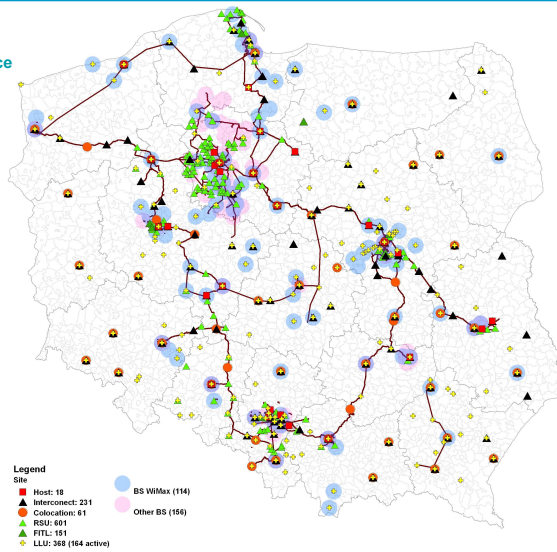 ce
Legend
Site
Host: 18
Interconect: 231
Colocation: 61
RSU: 601
FITL: 151
LLU: 368 (164 active)
BS WiMax (114)
Other BS (156)